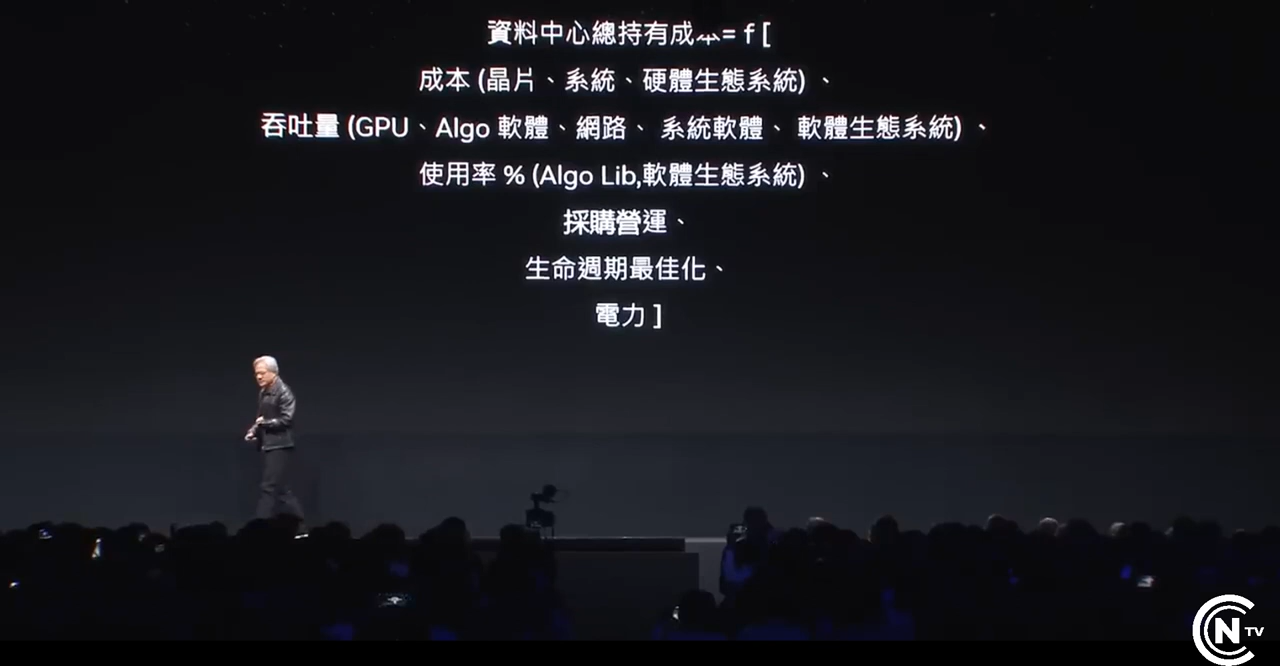 資料中心總持有成本= f [
成本 (晶片、系統、硬體生態系統) 、
吞吐量 (GPU、Algo 軟體、網路、 系統軟體、 軟體生態系統) 、
使用率 % (Algo Lib,軟體生態系統) 、
採購營運、
生命週期最佳化、
電力 ]
CNTV